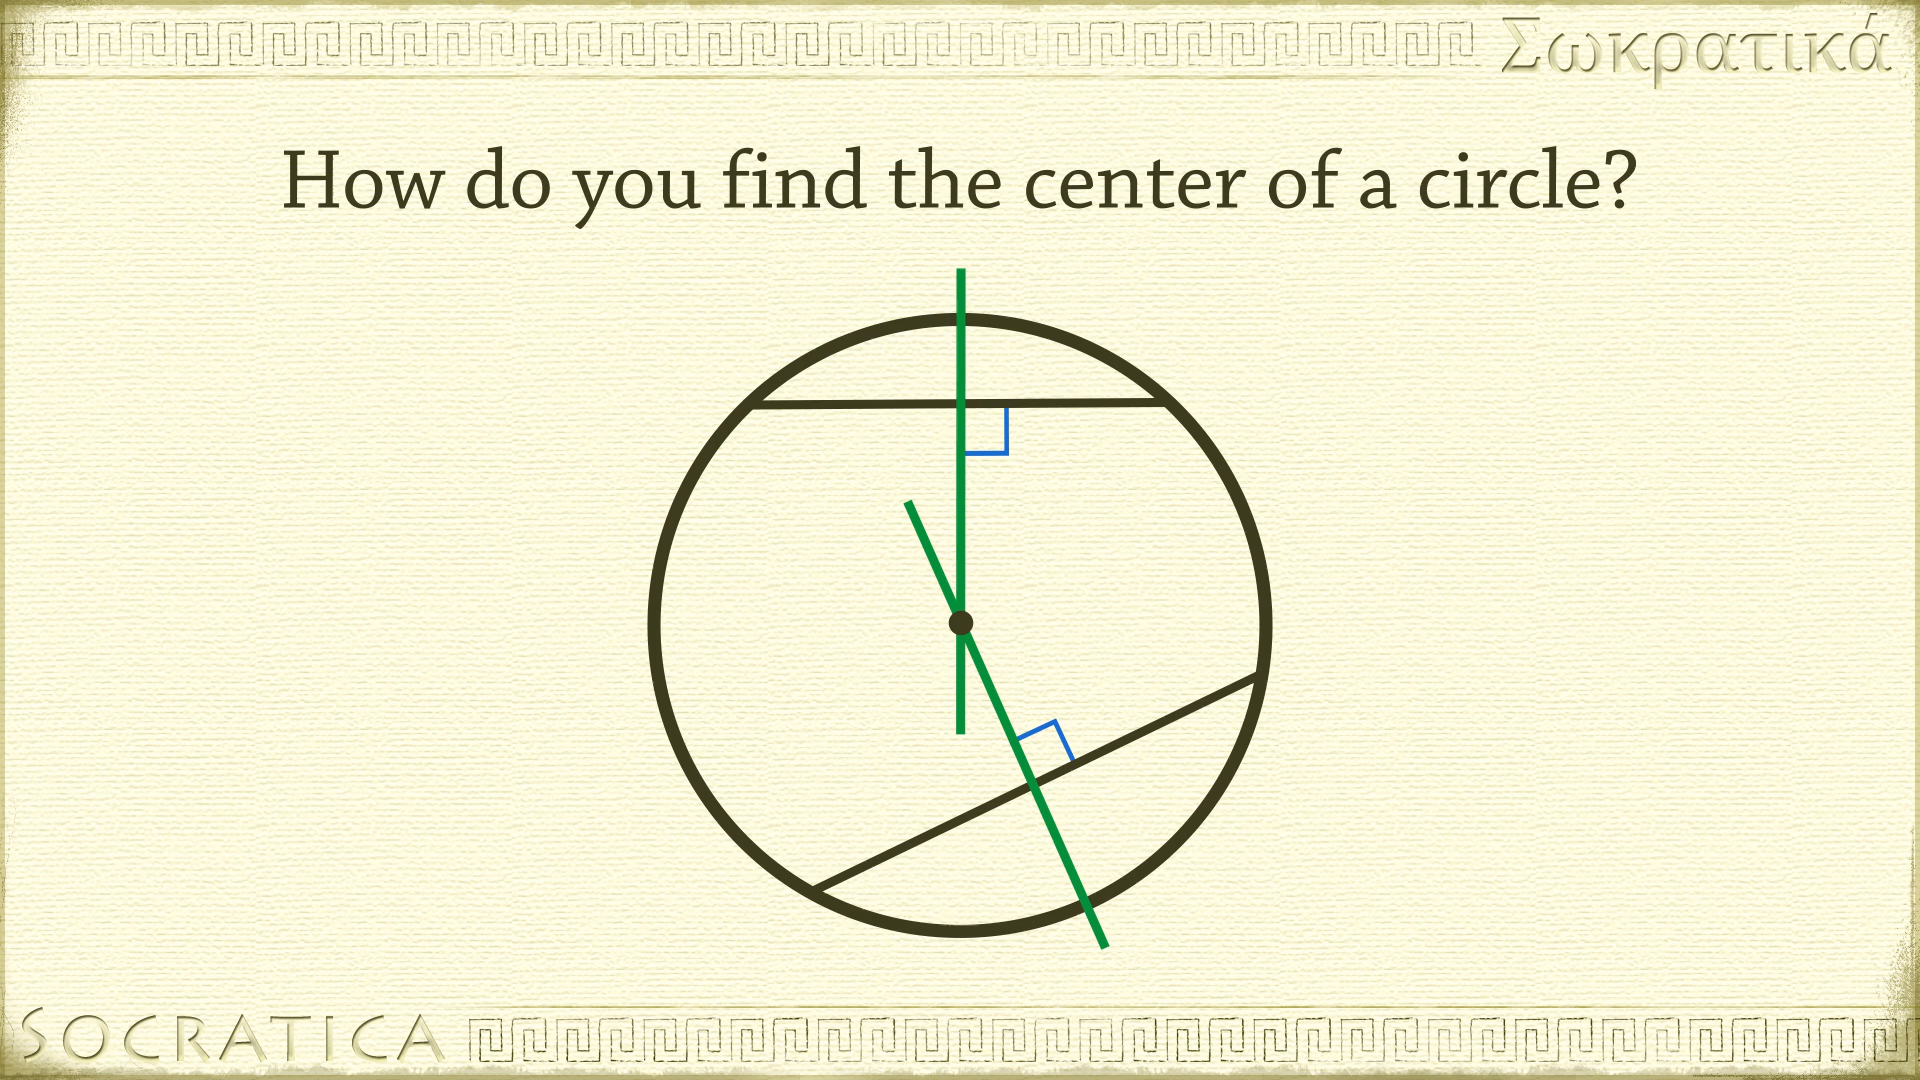 Σωκρατικά
How do you find the center of a circle?
SOCRATICA